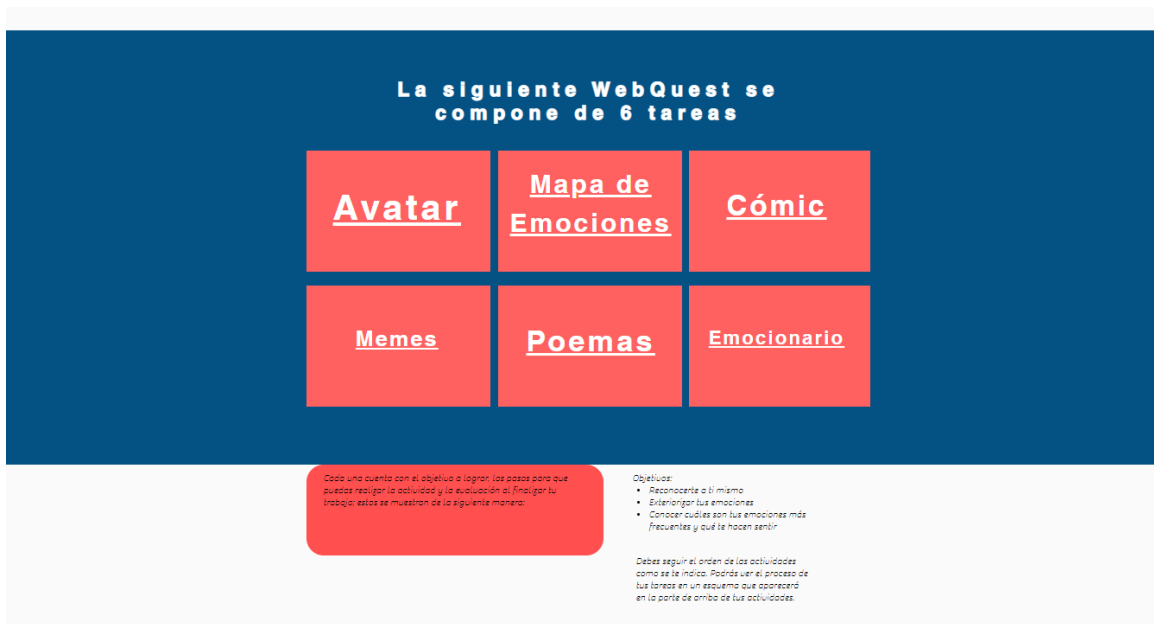 La siguiente WebQuest se
compone de 6 tareas
Avatar
Mapa de
Emociones
Cómic
Memes
Poemas
Emocionario
Cada una cuenta con el objetivo a lograr, los pasos para que
puedas realizar la actividad y la evaluación al finalizar tu
trabajo; estos se muestran de la siguiente manera:
Objetivos:
• Reconocerte a ti mismo
• Exteriorizar tus emociones
• Conocer cuáles son tus emociones más
frecuentes y qué te hacen sentir
Debes seguir el orden de las actividades
como se te indica. Podrás ver el proceso de
tus tareas en un esquema que aparecerá
en la parte de arriba de tus actividades.